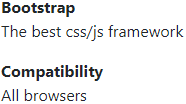 Bootstrap
The best css/js framework
Compatibility
All browsers